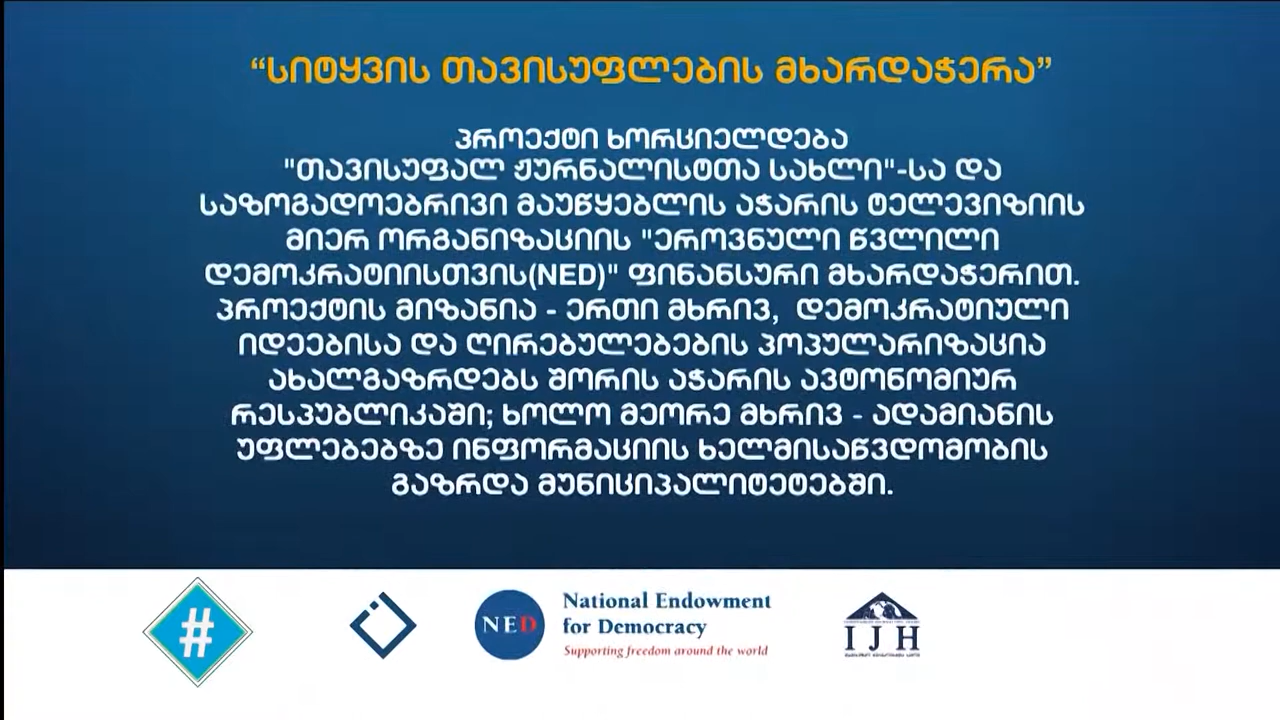 “სიტყვის თავისუფლების მხარდაჭერა”
პროექტი ხორციელდება
"თავისუფალ ჟურნალისტთა სახლი"-სა და
საზოგადოებრივი მაუწყებლის აჭარის ტელევიზიის
მიერ ორგანიზაციის "ეროვნული წვლილი
დემოკრატიისთვის(NED)" ფინანსური მხარდაჭერით.
პროექტის მიზანია - ერთი მხრივ, დემოკრატიული
იდეებისა და ღირებულებების პოპულარიზაცია
ახალგაზრდებს შორის აჭარის ავტონომიურ
რესპუბლიკაში; ხოლო მეორე მხრივ - ადამიანის
უფლებებზე ინფორმაციის ხელმისაწვდომობის
გაზრდა მუნიციპალიტეტებში.
#
NED
National Endowment
for Democracy
Supporting freedom around the world
IJH